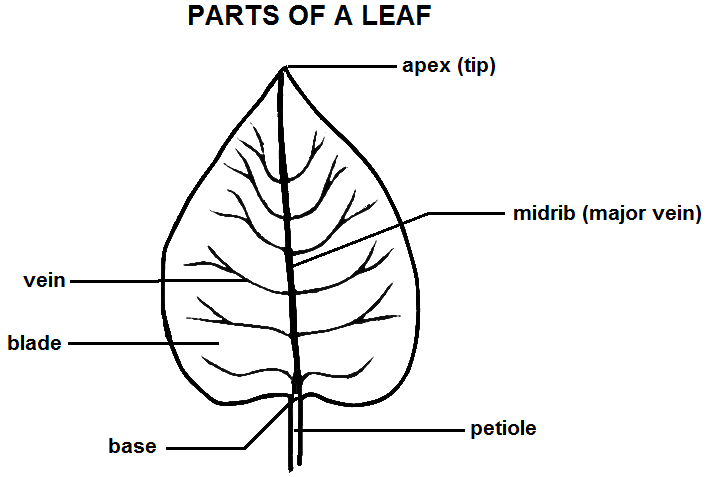 PARTS OF A LEAF
apex (tip)
midrib (major vein)
vein
blade
petiole
base